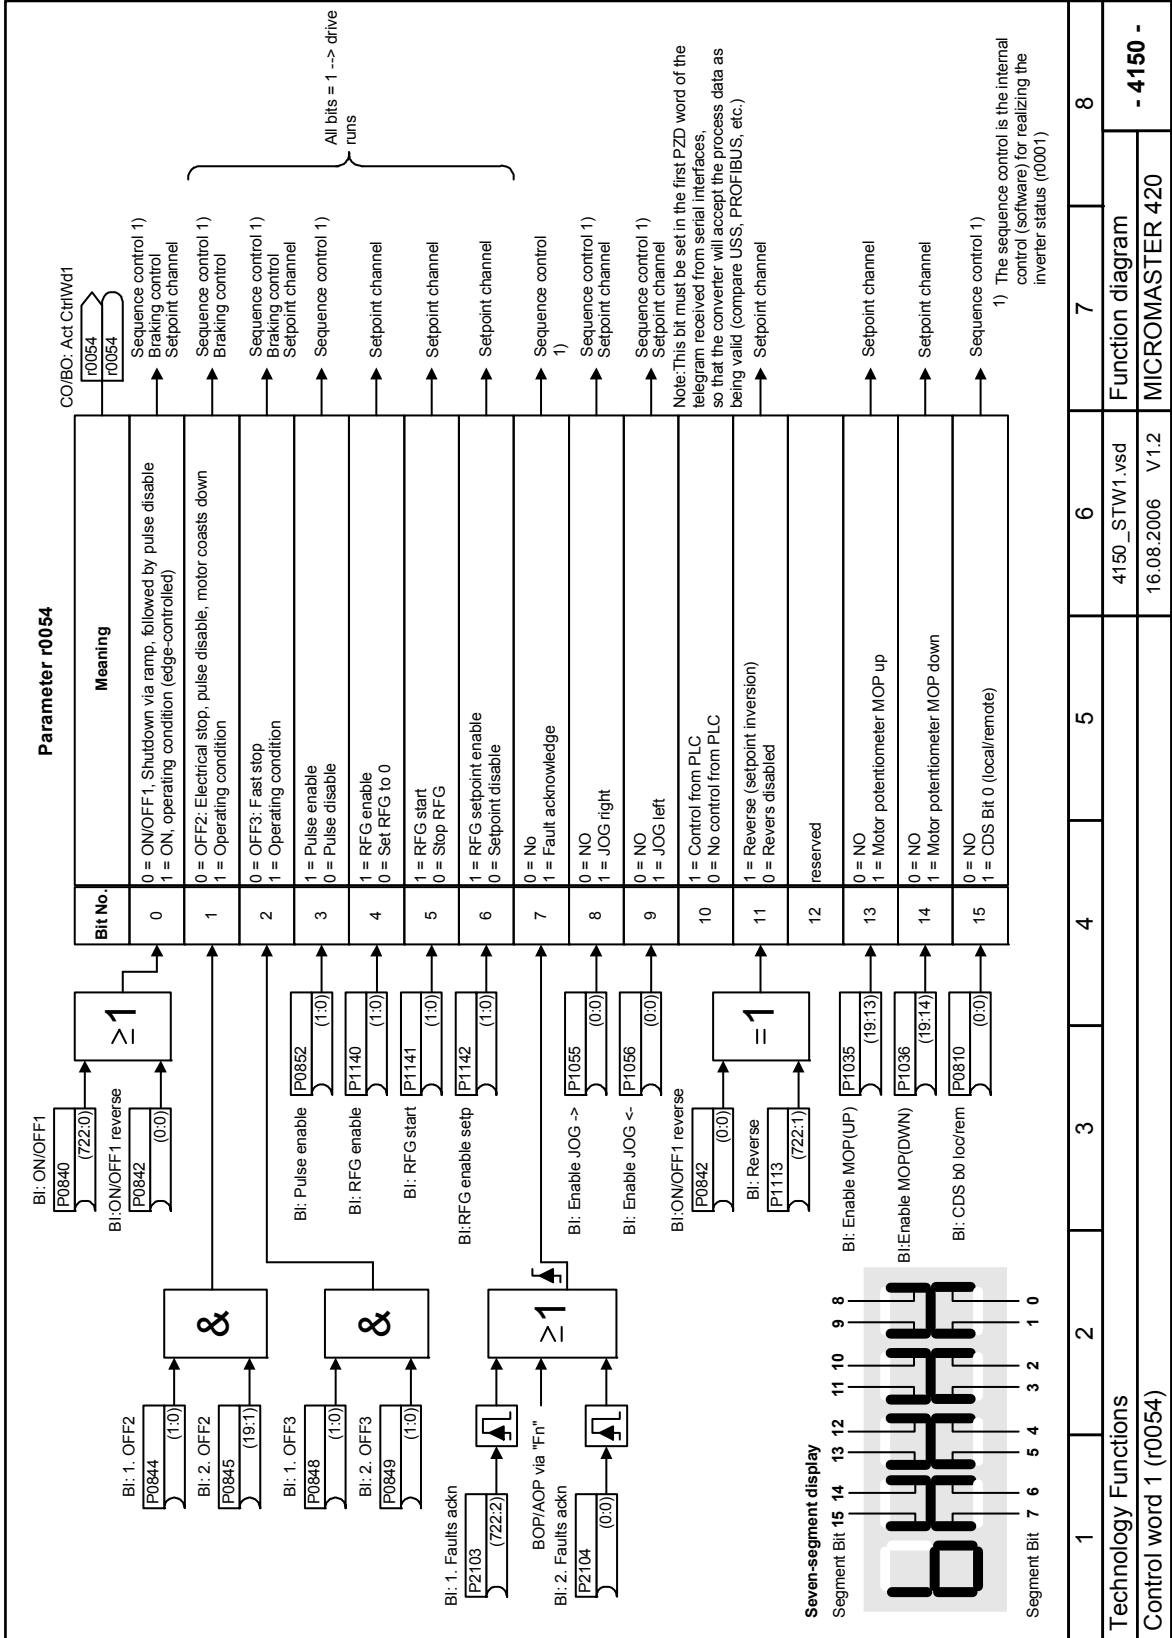 Parameter r0054
CO/BO: Act CtrlWd1
r0054
r0054
Bit No.
Meaning
BI: ON/OFF1
P0840
(722:0)
BI:ON/OFF1 reverse
P0842
(0:0)
≥1
0
0 = ON/OFF1, Shutdown via ramp, followed by pulse disable
1 = ON, operating condition (edge-controlled)
Sequence control 1)
Braking control
Setpoint channel
BI: 1. OFF2
P0844
(1:0)
BI: 2. OFF2
P0845
(19:1)
&
1
0 = OFF2: Electrical stop, pulse disable, motor coasts down
1 = Operating condition
Sequence control 1)
Braking control
BI: 1. OFF3
P0848
(1:0)
BI: 2. OFF3
P0849
(1:0)
&
2
0 = OFF3: Fast stop
1 = Operating condition
Sequence control 1)
Braking control
Setpoint channel
BI: Pulse enable
P0852
(1:0)
3
1 = Pulse enable
0 = Pulse disable
Sequence control 1)
All bits = 1 --> drive
runs
BI: RFG enable
P1140
(1:0)
4
1 = RFG enable
0 = Set RFG to 0
Setpoint channel
BI: RFG start
P1141
(1:0)
5
1 = RFG start
0 = Stop RFG
Setpoint channel
BI:RFG enable setp
P1142
(1:0)
6
1 = RFG setpoint enable
0 = Setpoint disable
Setpoint channel
BI: 1. Faults ackn
P2103
(722:2)
BOP/AOP via "Fn"
BI: 2. Faults ackn
P2104
(0:0)
≥1
7
0 = No
1 = Fault acknowledge
Sequence control
1)
BI: Enable JOG ->
P1055
(0:0)
8
0 = NO
1 = JOG right
Sequence control 1)
Setpoint channel
BI: Enable JOG <-
P1056
(0:0)
9
0 = NO
1 = JOG left
Sequence control 1)
Setpoint channel
10
1 = Control from PLC
0 = No control from PLC
Note:This bit must be set in the first PZD word of the
telegram received from serial interfaces,
so that the converter will accept the process data as
being valid (compare USS, PROFIBUS, etc.)
BI:ON/OFF1 reverse
P0842
(0:0)
BI: Reverse
P1113
(722:1)
=1
11
1 = Reverse (setpoint inversion)
0 = Revers disabled
Setpoint channel
12
reserved
BI: Enable MOP(UP)
P1035
(19:13)
13
0 = NO
1 = Motor potentiometer MOP up
Setpoint channel
BI:Enable MOP(DWN)
P1036
(19:14)
14
0 = NO
1 = Motor potentiometer MOP down
Setpoint channel
BI: CDS b0 loc/rem
P0810
(0:0)
15
0 = NO
1 = CDS Bit 0 (local/remote)
Sequence control 1)
Seven-segment display
Segment Bit 15 14 13 12 11 10 9 8
Segment Bit 7 6 5 4 3 2 1 0
1) The sequence control is the internal
control (software) for realizing the
inverter status (r0001)
1 2 3 4 5 6 7 8
Technology Functions
4150_STW1.vsd
Function diagram
- 4150 -
Control word 1 (r0054)
16.08.2006 V1.2
MICROMASTER 420